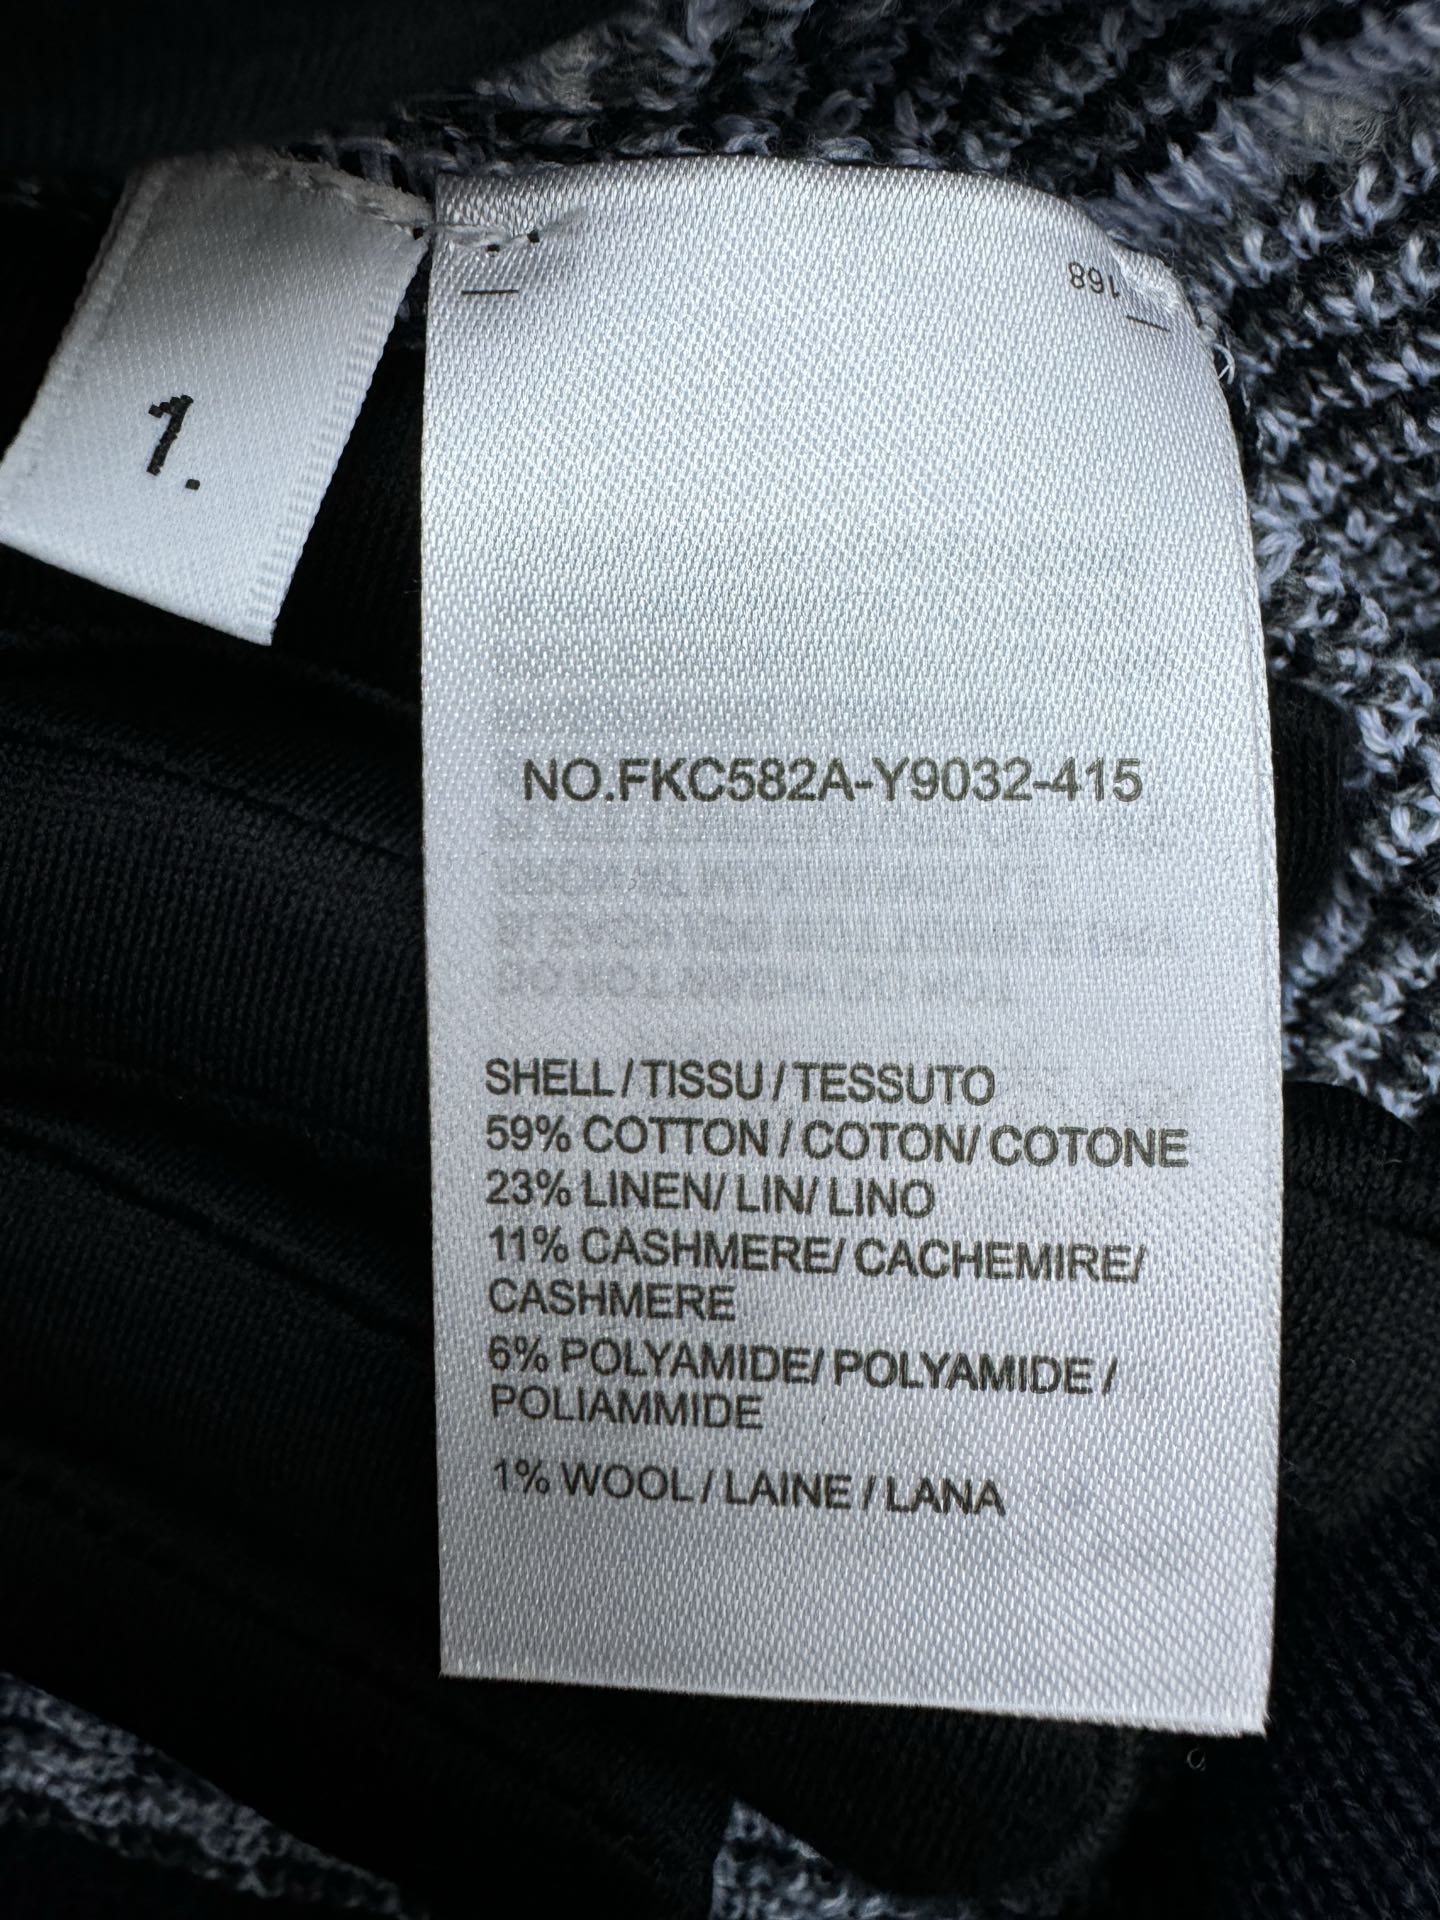 1.
168
NO.FKC582A-Y9032-415
SHELL / TISSU / TESSUTO
59% COTTON / COTON/ COTONE
23% LINEN/ LIN/ LINO
11% CASHMERE/ CACHEMIRE/
CASHMERE
6% POLYAMIDE/ POLYAMIDE /
POLIAMMIDE
1% WOOL / LAINE / LANA